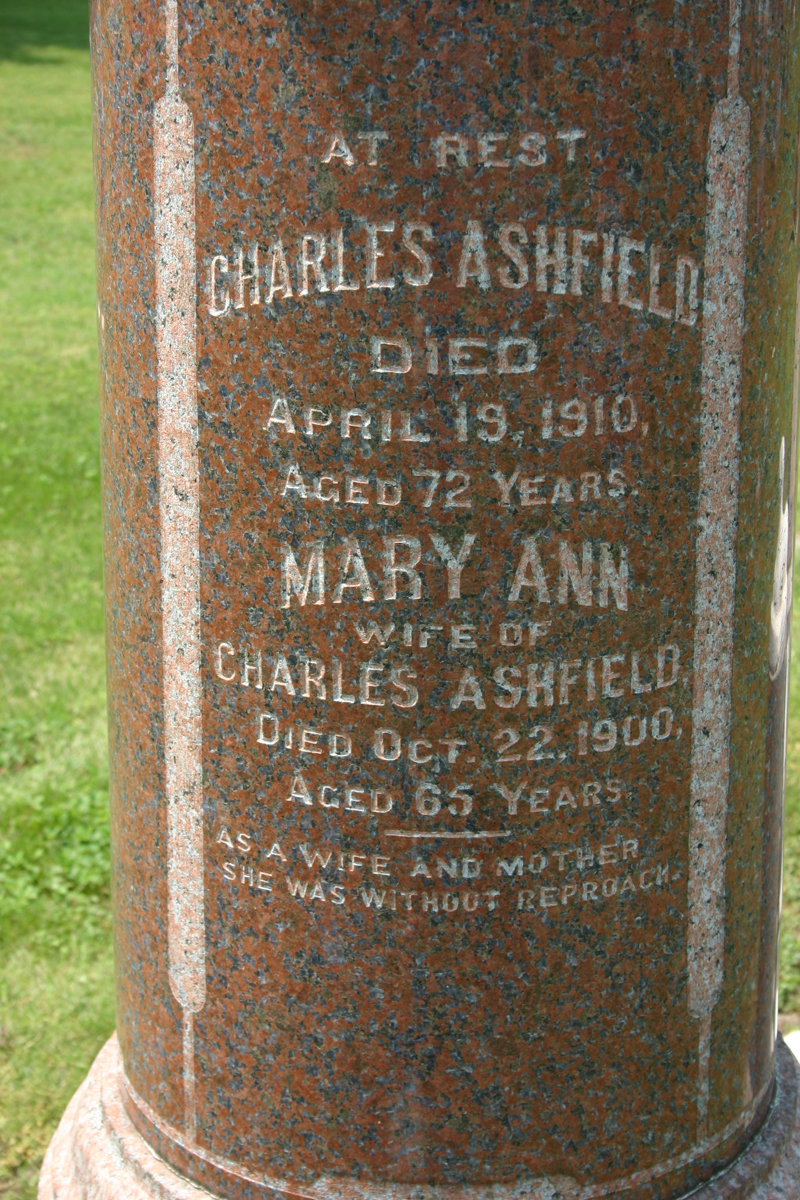 AT REST
CHARLES ASHFIELD
DIED
APRIL 19, 1910,
AGED 72 YEARS.
MARY ANN
WIFE OF
CHARLES ASHFIELD,
DIED OCT. 22, 1900,
AGED 65 YEARS.
AS A WIFE AND MOTHER
SHE WAS WITHOUT REPROACH.